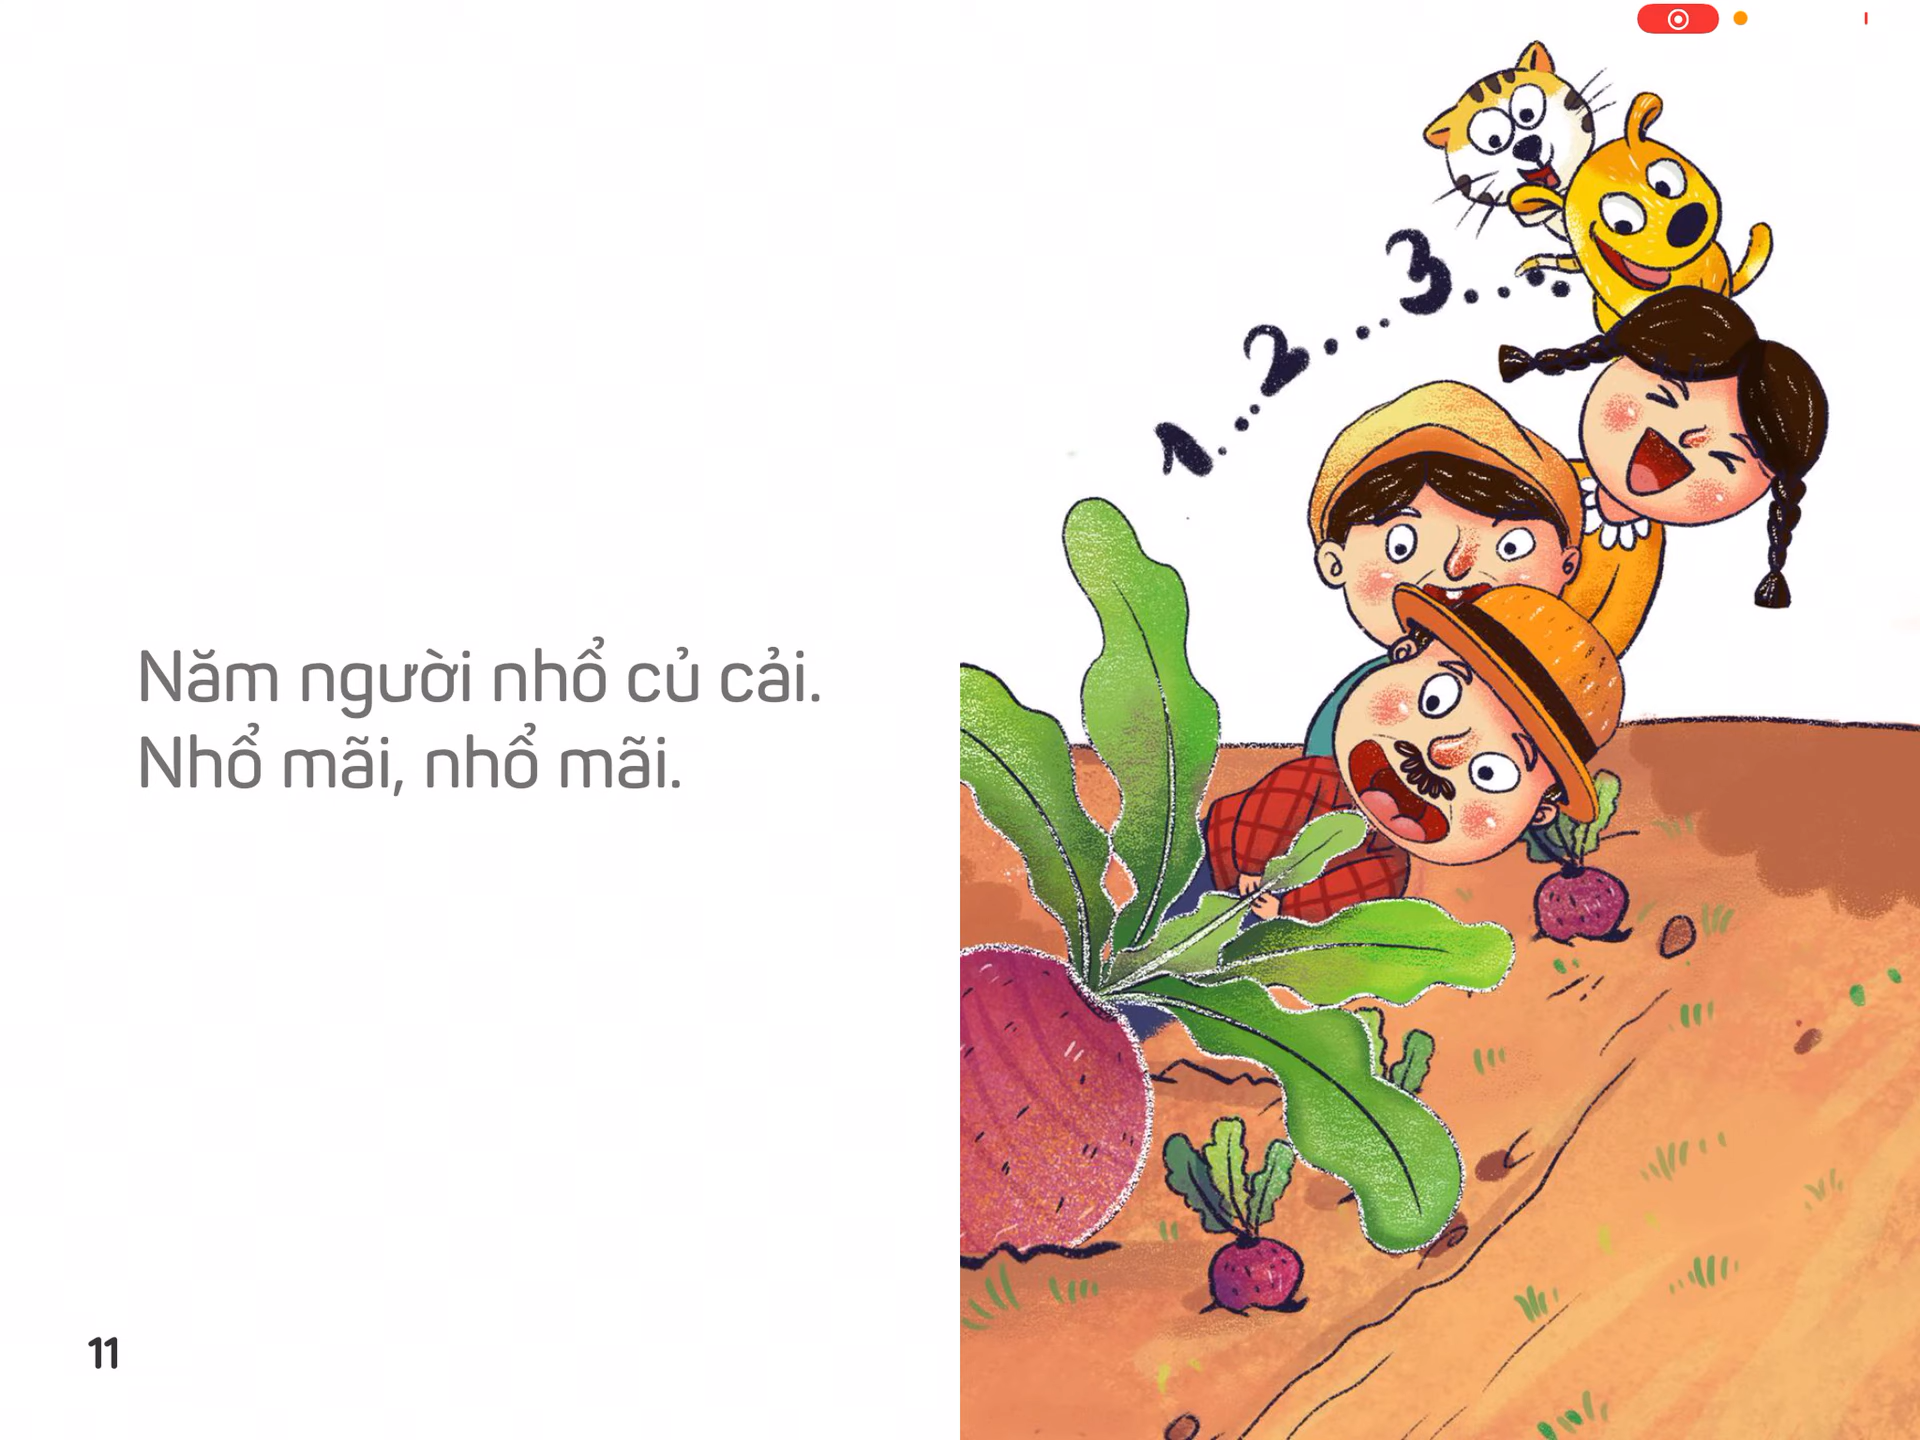 1...2...3......
Năm người nhổ củ cải.
Nhổ mãi, nhổ mãi.
11